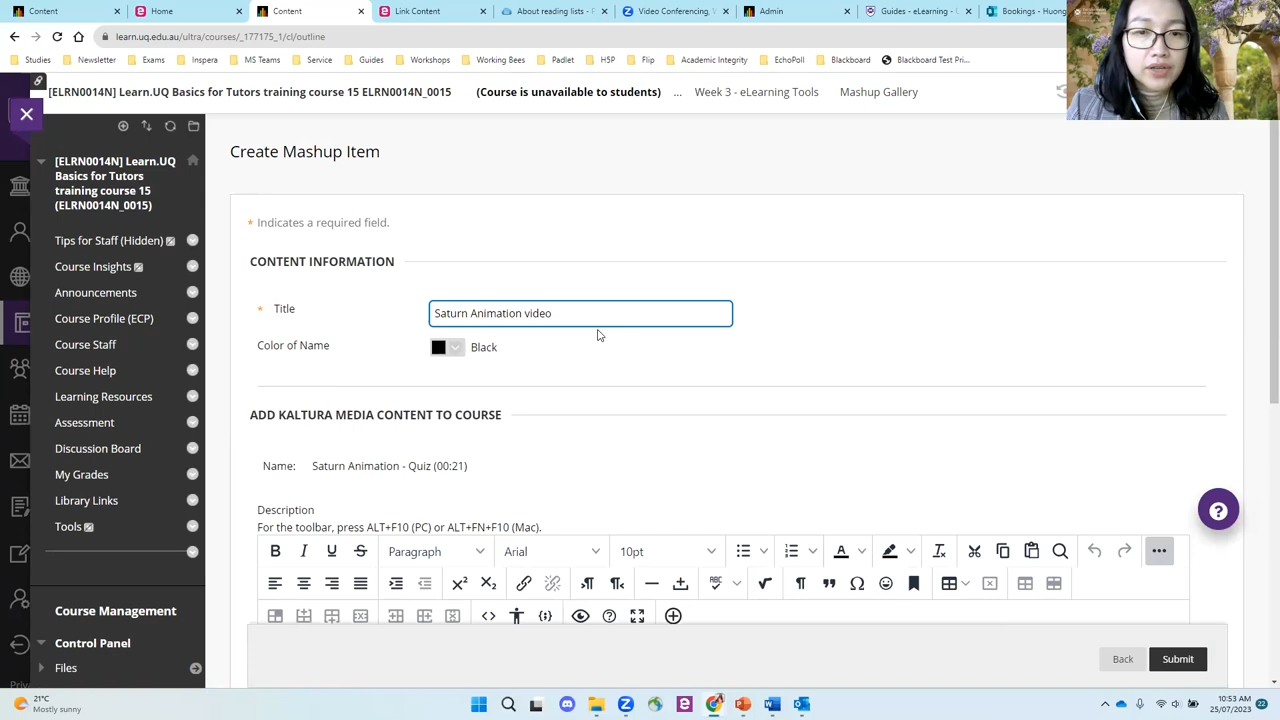 Content
Home
Content
Link Content
About reading lists - F
Video Conferencing, V
Admin
Guides - eLearning -
Bookings - Huong
learn.uq.edu.au/ultra/courses/_177175_1/cl/outline
Studies
Newsletter
Exams
Inspera
MS Teams
Service
Guides
Workshops
Working Bees
Padlet
H5P
Flip
Academic Integrity
EchoPoll
Blackboard
Blackboard Test Pri...
[ELRN0014N] Learn.UQ Basics for Tutors training course 15 ELRN0014N_0015
(Course is unavailable to students)
...
Week 3 - eLearning Tools
Mashup Gallery
[ELRN0014N] Learn.UQ
Basics for Tutors
training course 15
(ELRN0014N_0015)
Tips for Staff (Hidden)
Course Insights
Announcements
Course Profile (ECP)
Course Staff
Course Help
Learning Resources
Assessment
Discussion Board
My Grades
Library Links
Tools
Course Management
Control Panel
Files
Create Mashup Item
* Indicates a required field.
CONTENT INFORMATION
* Title
Saturn Animation video
Color of Name
Black
ADD KALTURA MEDIA CONTENT TO COURSE
Name: Saturn Animation - Quiz (00:21)
Description
For the toolbar, press ALT+F10 (PC) or ALT+FN+F10 (Mac).
B I U S Paragraph Arial 10pt
Back
Submit
21°C
Mostly sunny
10:53 AM
25/07/2023
22